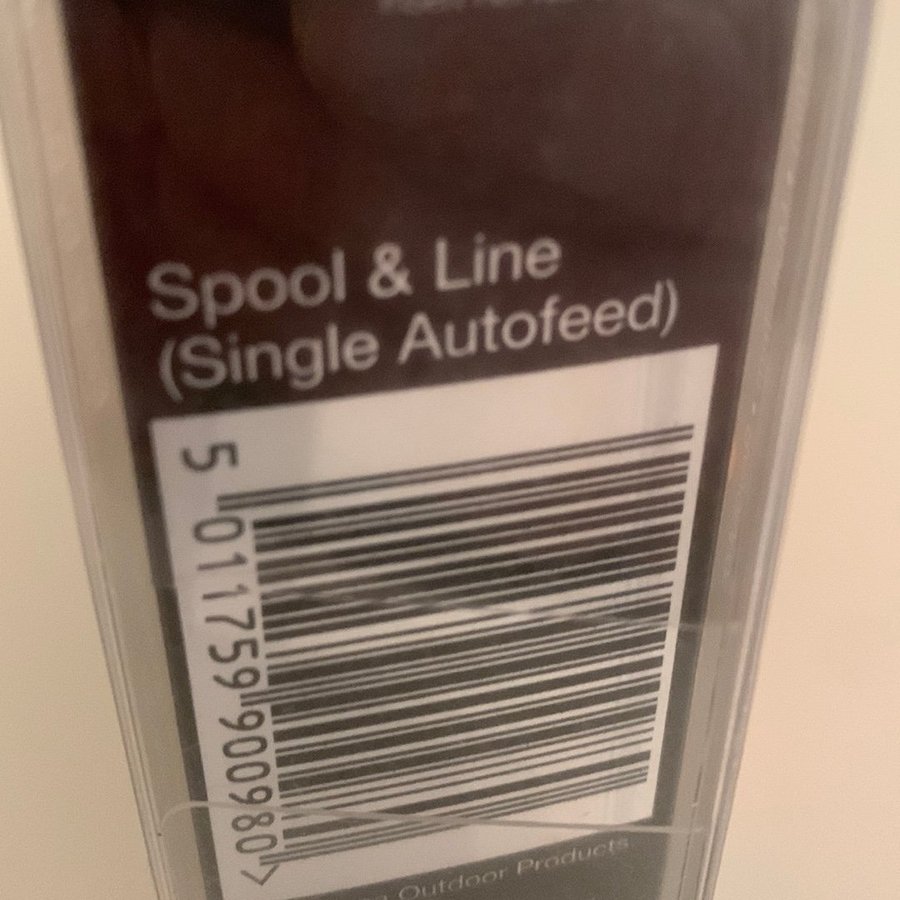 Spool & Line
(Single Autofeed)
5 011759 900980 >
Outdoor Products